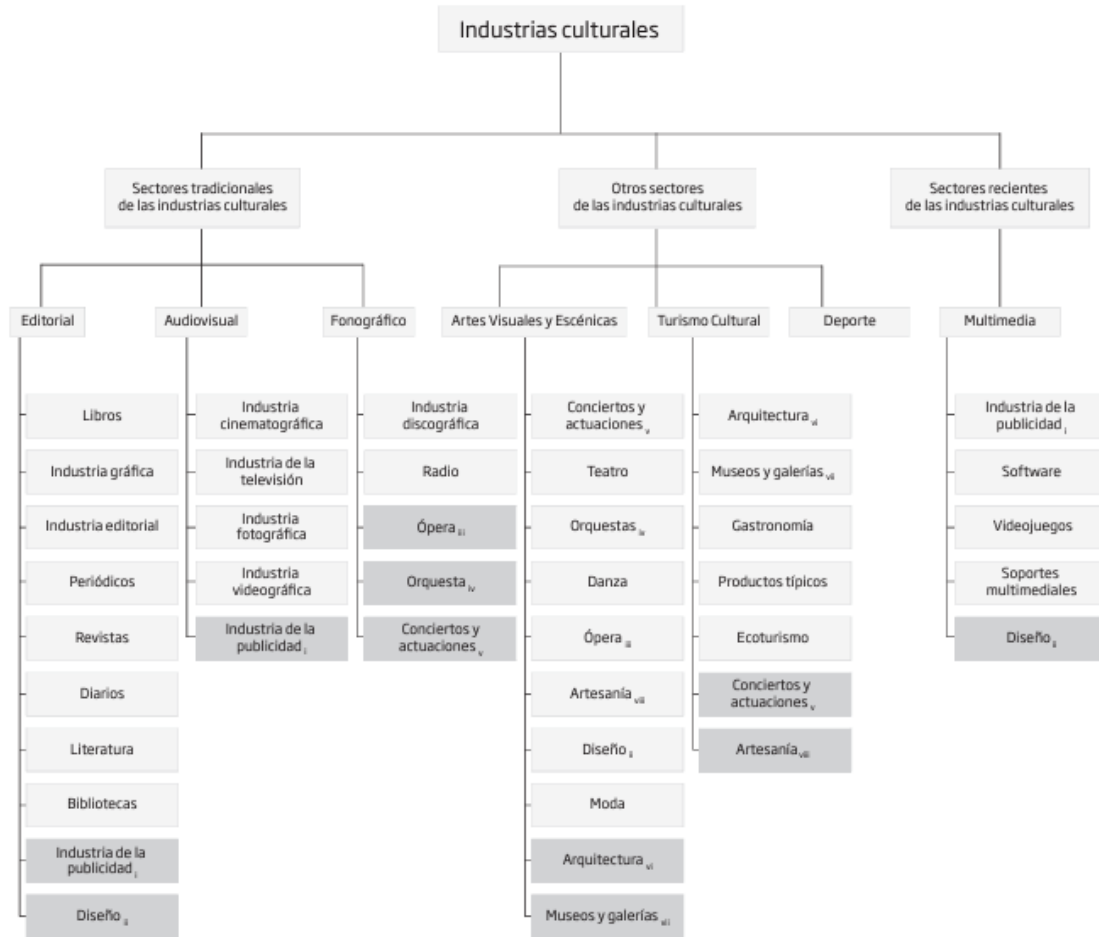 Industrias culturales
Sectores tradicionales
de las industrias culturales
Otros sectores
de las industrias culturales
Sectores recientes
de las industrias culturales
Editorial
Audiovisual
Fonográfico
Artes Visuales y Escénicas
Turismo Cultural
Deporte
Multimedia
Libros
Industria gráfica
Industria editorial
Periódicos
Revistas
Diarios
Literatura
Bibliotecas
Industria de la
publicidad i
Diseño ii
Industria
cinematográfica
Industria de la
televisión
Industria
fotográfica
Industria
videográfica
Industria de la
publicidad i
Industria
discográfica
Radio
Ópera iii
Orquesta iv
Conciertos y
actuaciones v
Conciertos y
actuaciones v
Teatro
Orquestas iv
Danza
Ópera iii
Artesanía viii
Diseño ii
Moda
Arquitectura vi
Museos y galerías vii
Arquitectura vi
Museos y galerías vii
Gastronomía
Productos típicos
Ecoturismo
Conciertos y
actuaciones v
Artesanía viii
Industria de la
publicidad i
Software
Videojuegos
Soportes
multimediales
Diseño ii